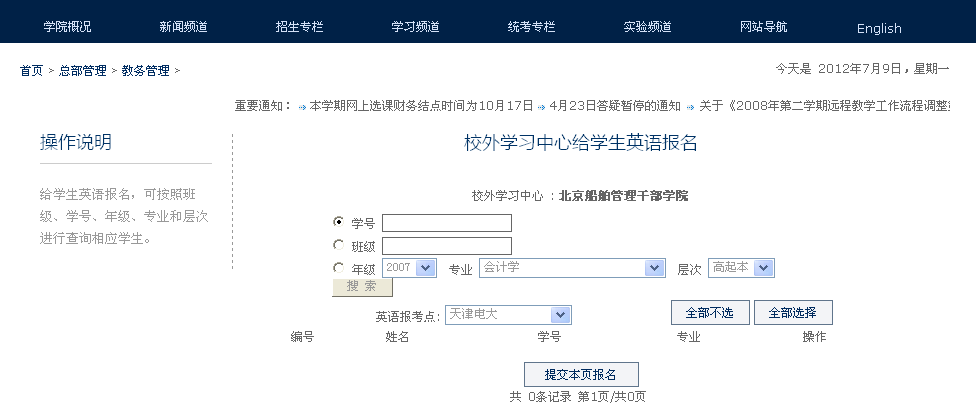 学院概况 新闻频道 招生专栏 学习频道 统考专栏 实验频道 网站导航 English
首页 > 总部管理 > 教务管理 >
今天是 2012年7月9日，星期一
重要通知： 本学期网上选课财务结点时间为10月17日 4月23日答疑暂停的通知 关于《2008年第二学期远程教学工作流程调整
操作说明
给学生英语报名，可按照班
级、学号、年级、专业和层次
进行查询相应学生。
校外学习中心给学生英语报名
校外学习中心 ：北京船舶管理干部学院
学号
班级
年级 2007 专业 会计学 层次 高起本
搜 索
英语报考点: 天津电大 全部不选 全部选择
编号 姓名 学号 专业 操作
提交本页报名
共 0条记录 第1页/共0页